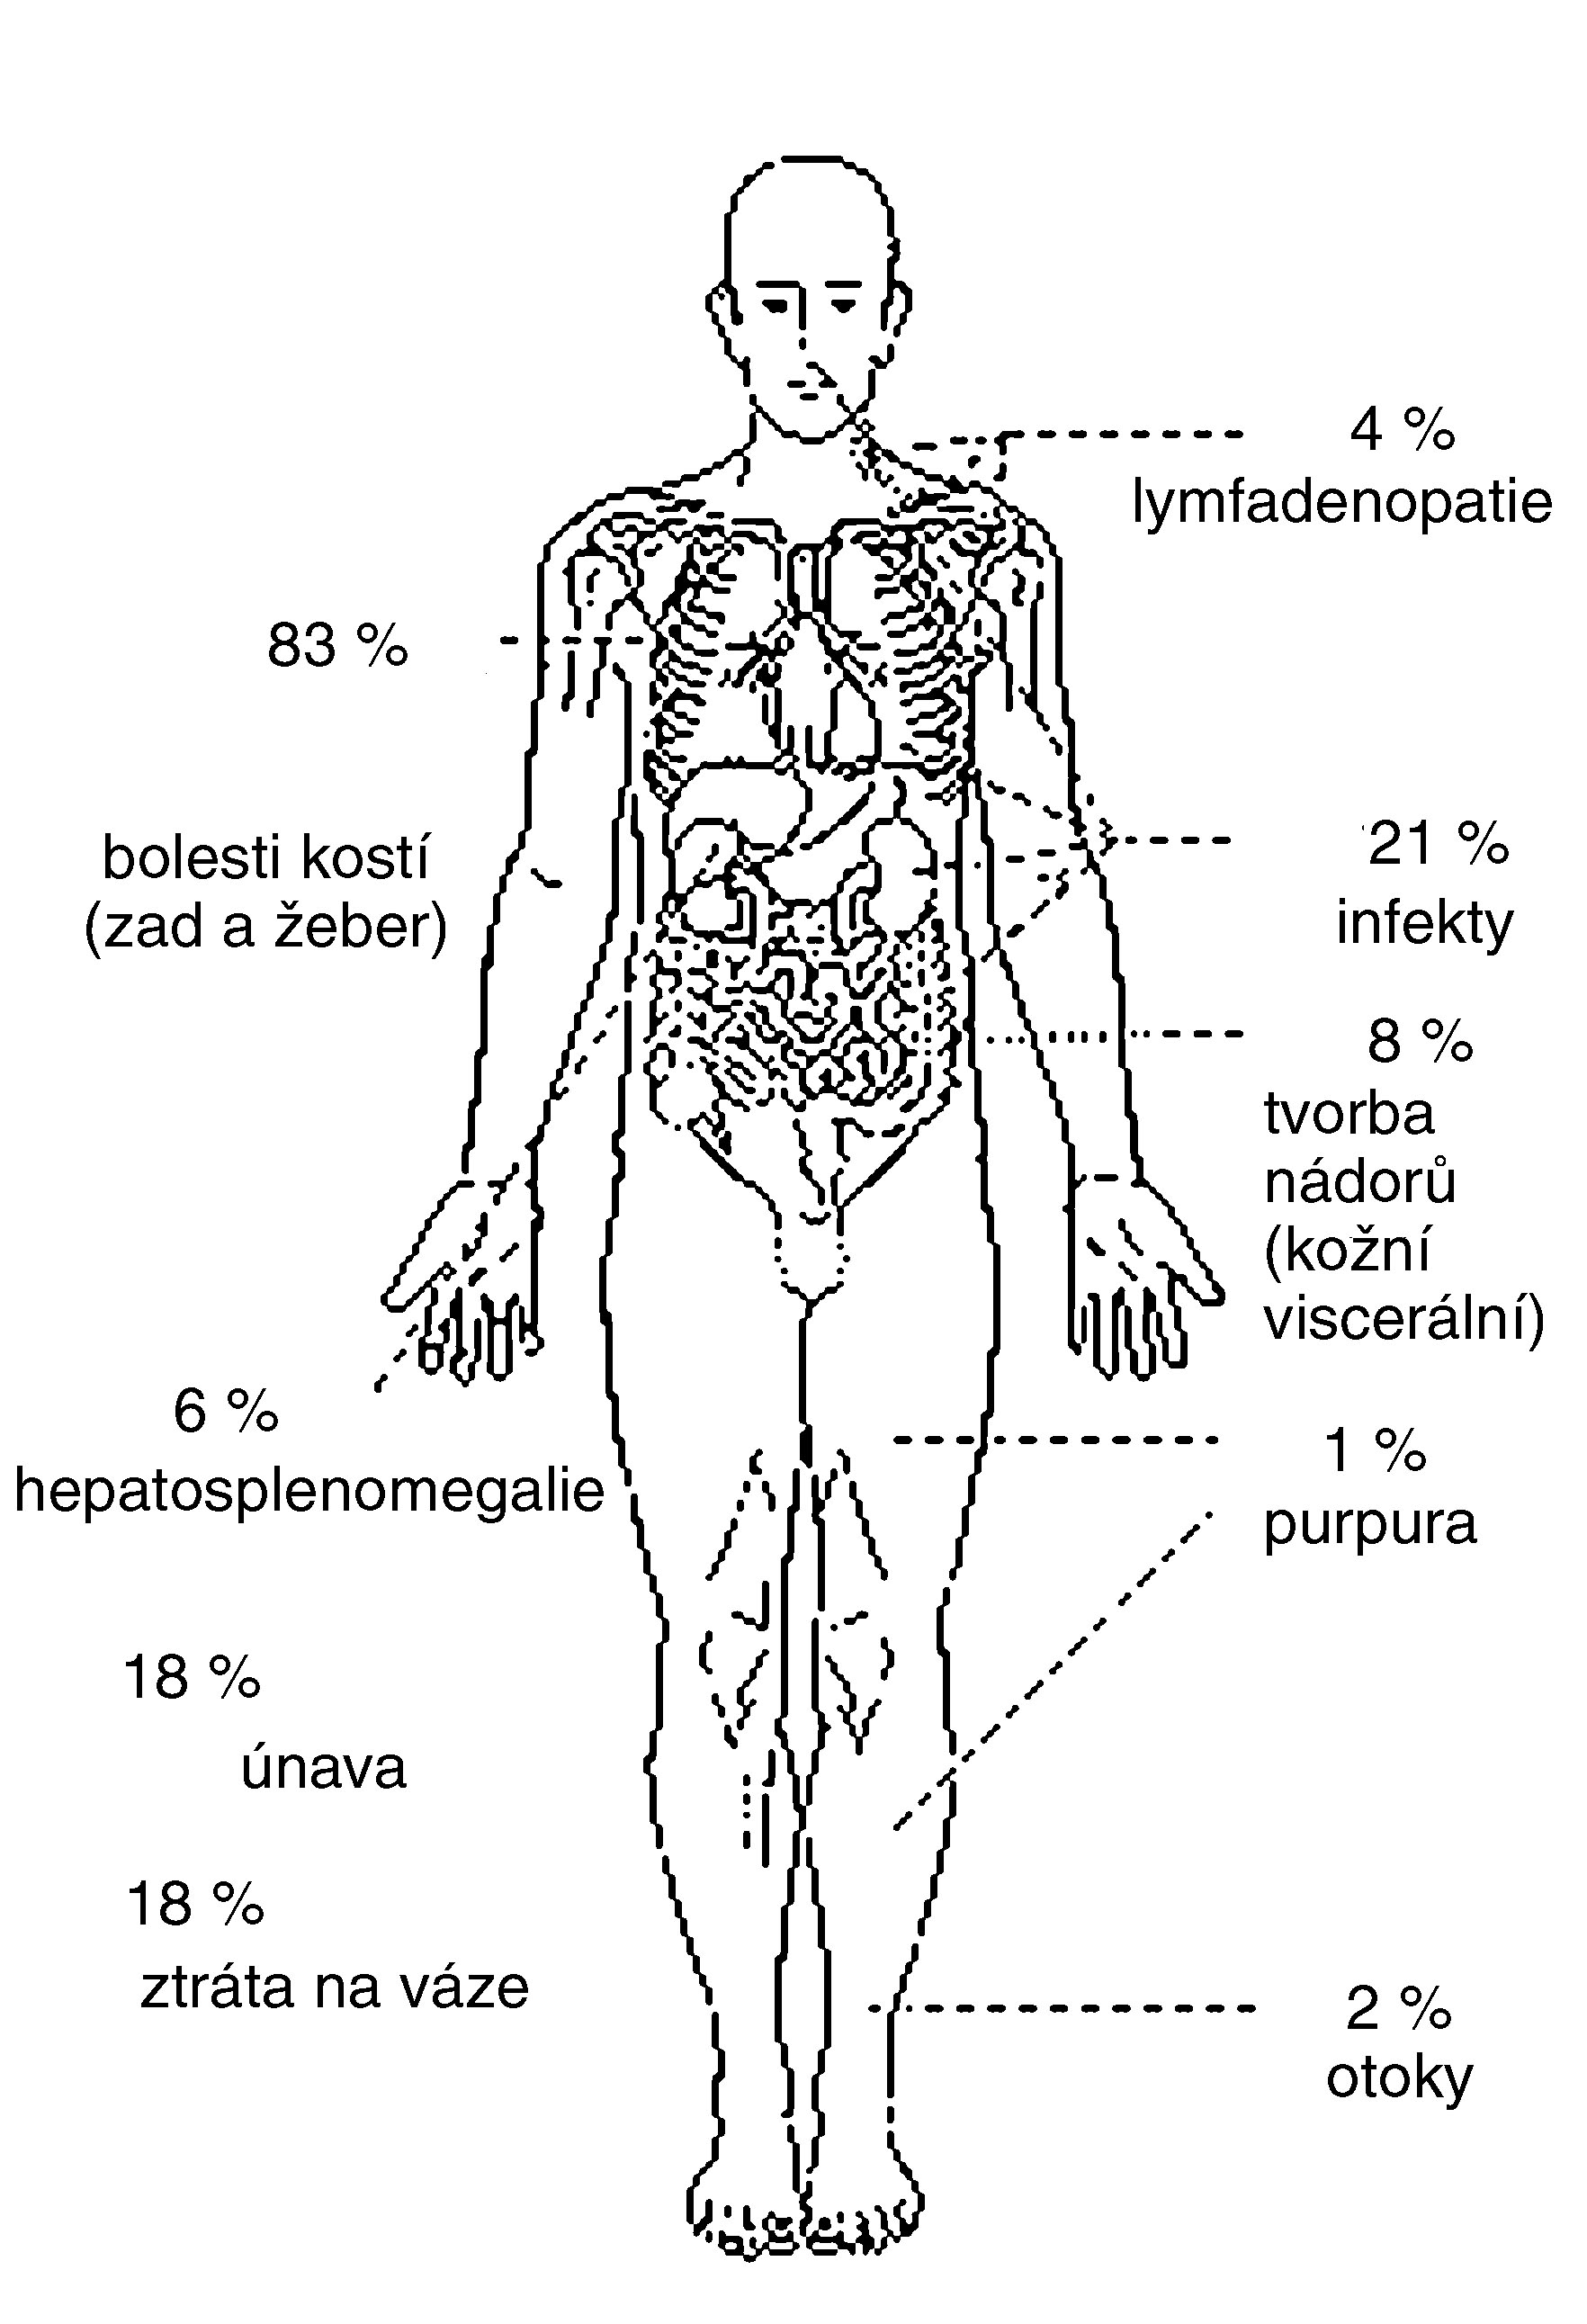 4 %
lymfadenopatie
83 %
bolesti kostí
(zad a žeber)
21 %
infekty
8 %
tvorba
nádorů
(kožní
viscerální)
6 %
hepatosplenomegalie
1 %
purpura
18 %
únava
18 %
ztráta na váze
2 %
otoky